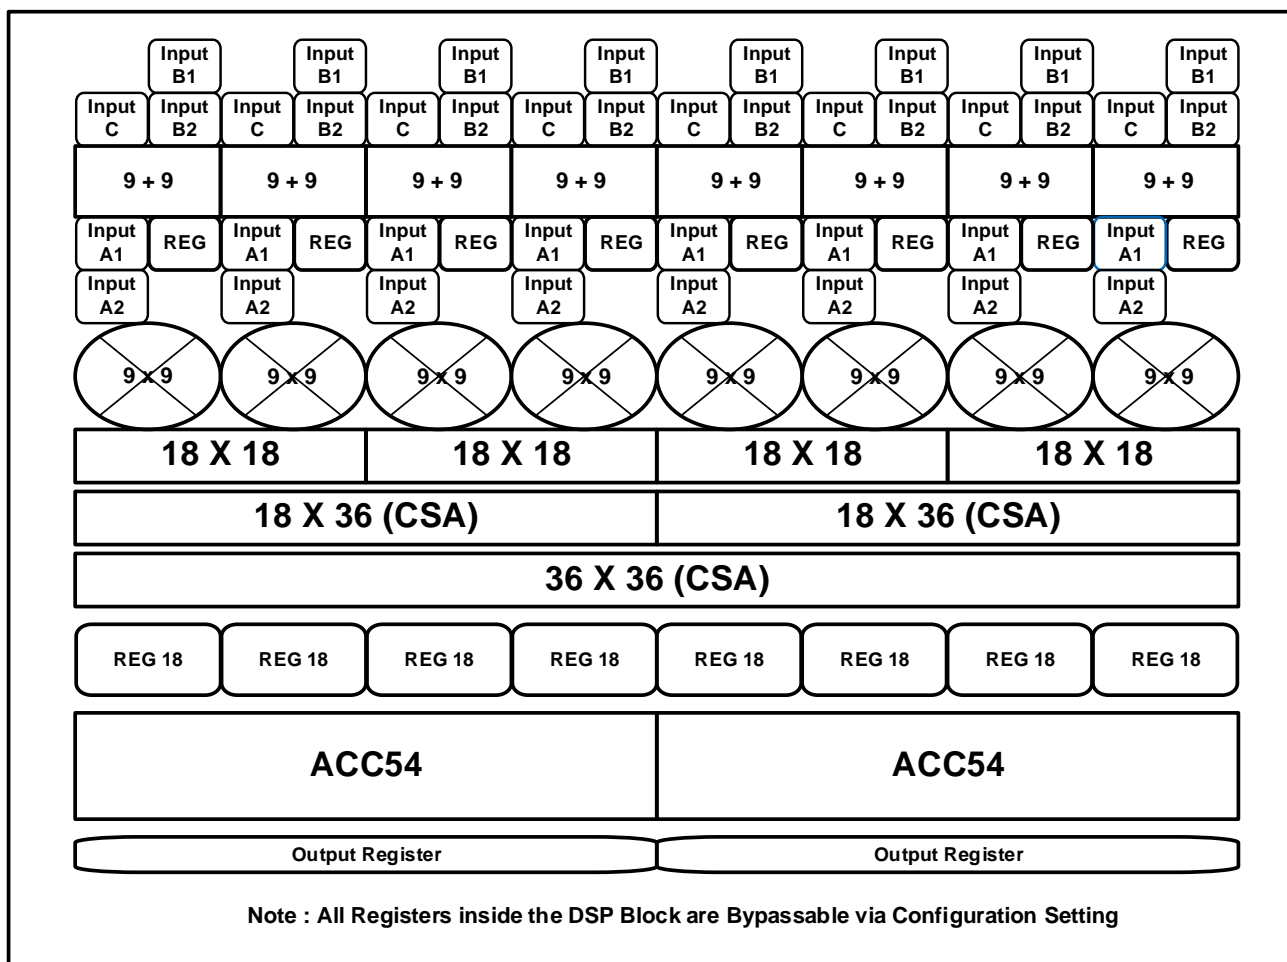 Input Input Input Input Input Input Input Input
B1 B1 B1 B1 B1 B1 B1 B1
Input Input Input Input Input Input Input Input Input Input Input Input Input Input Input Input
C B2 C B2 C B2 C B2 C B2 C B2 C B2 C B2
9 + 9 9 + 9 9 + 9 9 + 9 9 + 9 9 + 9 9 + 9 9 + 9
Input REG Input REG Input REG Input REG Input REG Input REG Input REG Input REG
A1 A1 A1 A1 A1 A1 A1 A1
Input Input Input Input Input Input Input Input
A2 A2 A2 A2 A2 A2 A2 A2
9 x 9 9 x 9 9 x 9 9 x 9 9 x 9 9 x 9 9 x 9 9 x 9
18 X 18 18 X 18 18 X 18 18 X 18
18 X 36 (CSA) 18 X 36 (CSA)
36 X 36 (CSA)
REG 18 REG 18 REG 18 REG 18 REG 18 REG 18 REG 18 REG 18
ACC54 ACC54
Output Register Output Register
Note : All Registers inside the DSP Block are Bypassable via Configuration Setting